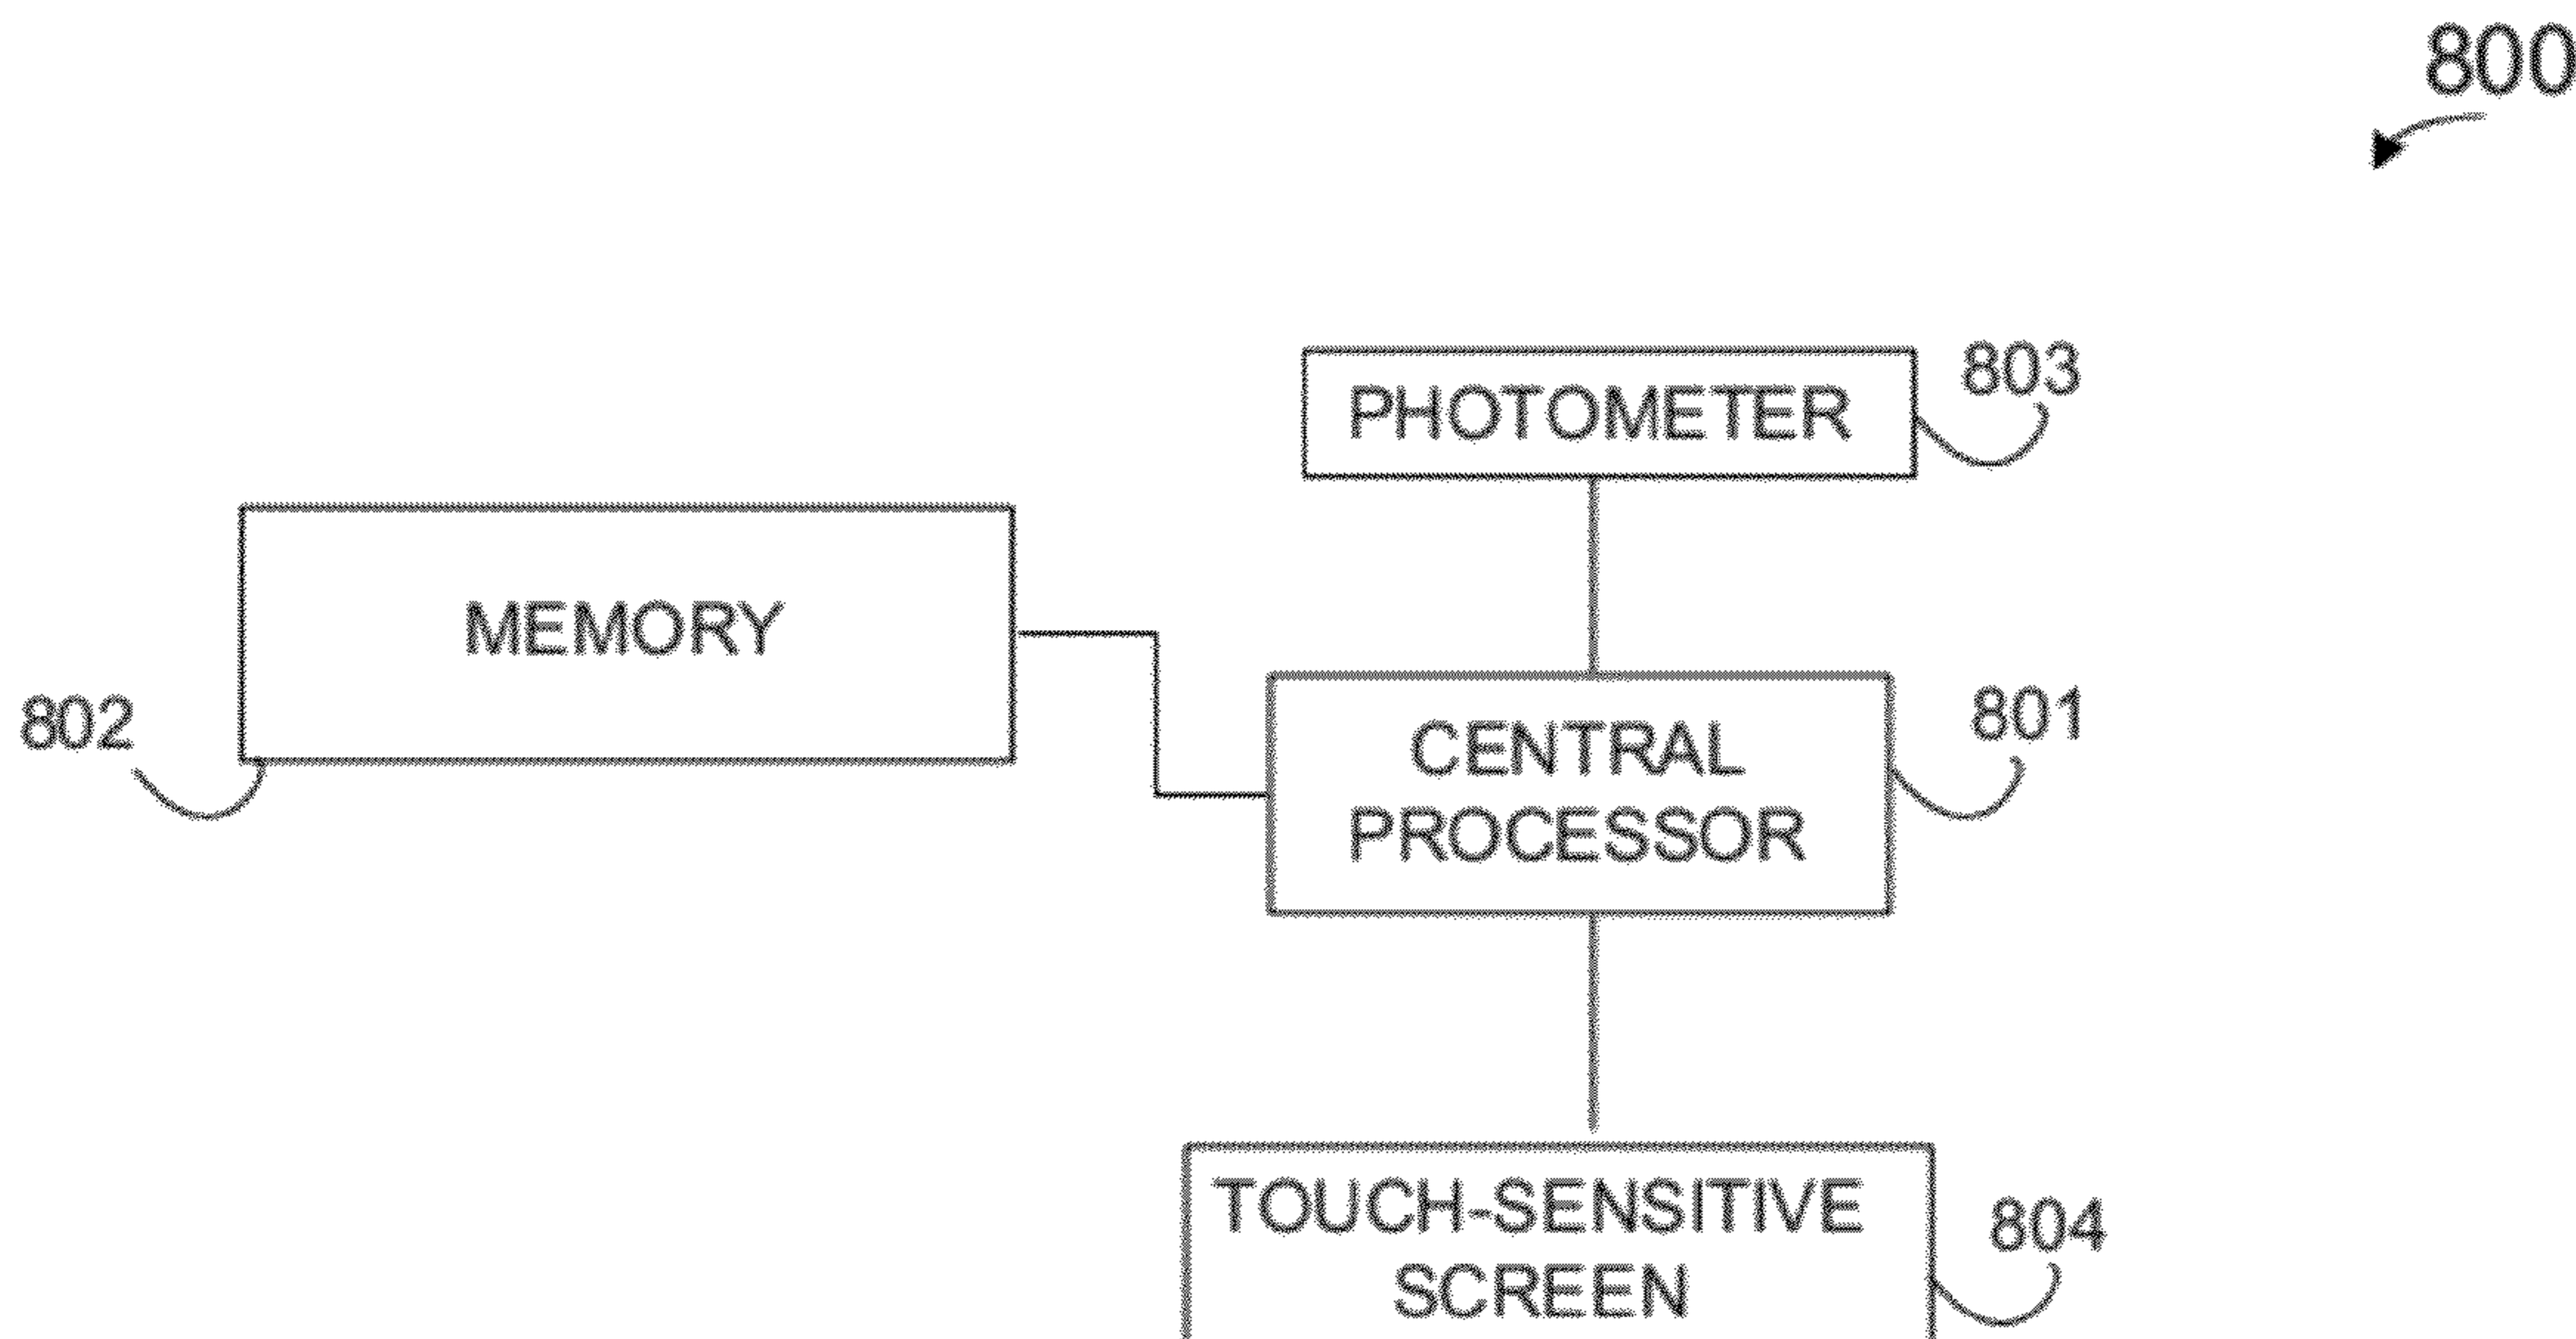 800
PHOTOMETER
803
MEMORY
802
CENTRAL
PROCESSOR
801
TOUCH-SENSITIVE
SCREEN
804